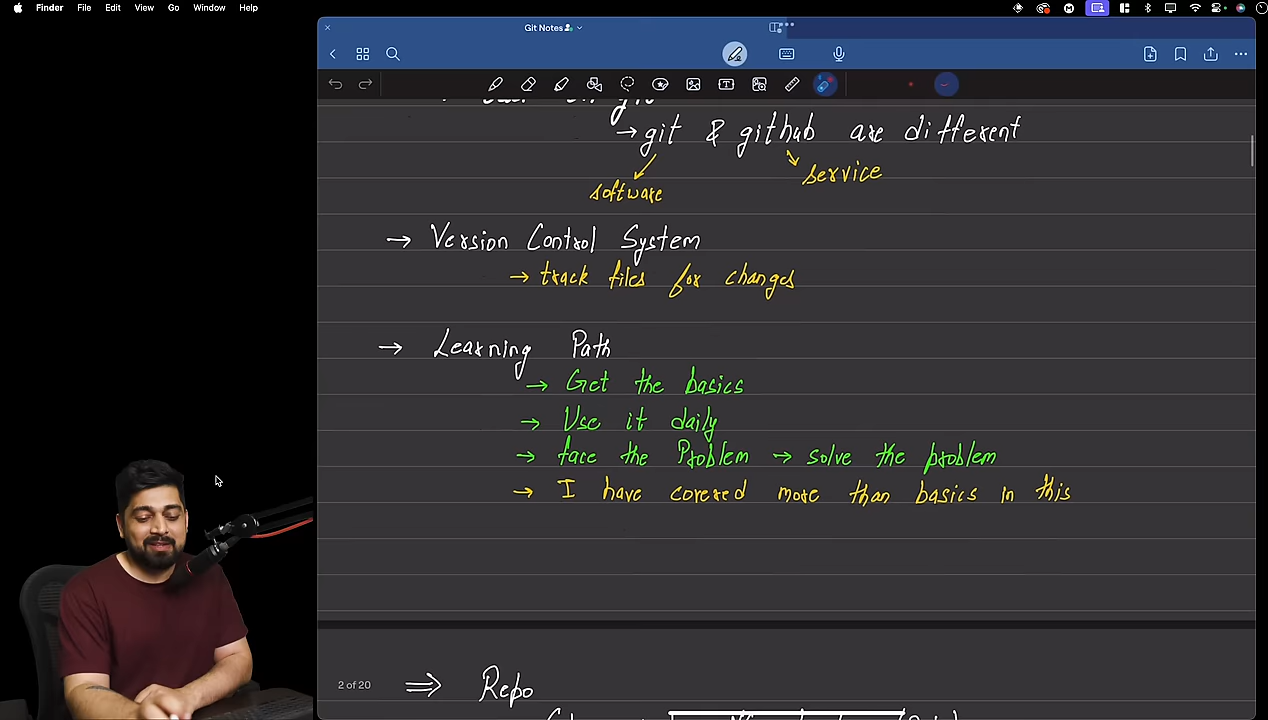 Finder File Edit View Go Window Help
Git Notes
→ git & github are different
service
software
→ Version Control System
→ track files for changes
→ Learning Path
→ Get the basics
→ Use it daily
→ face the Problem → solve the problem
→ I have covered more than basics in this
2 of 20
⇒ Repo